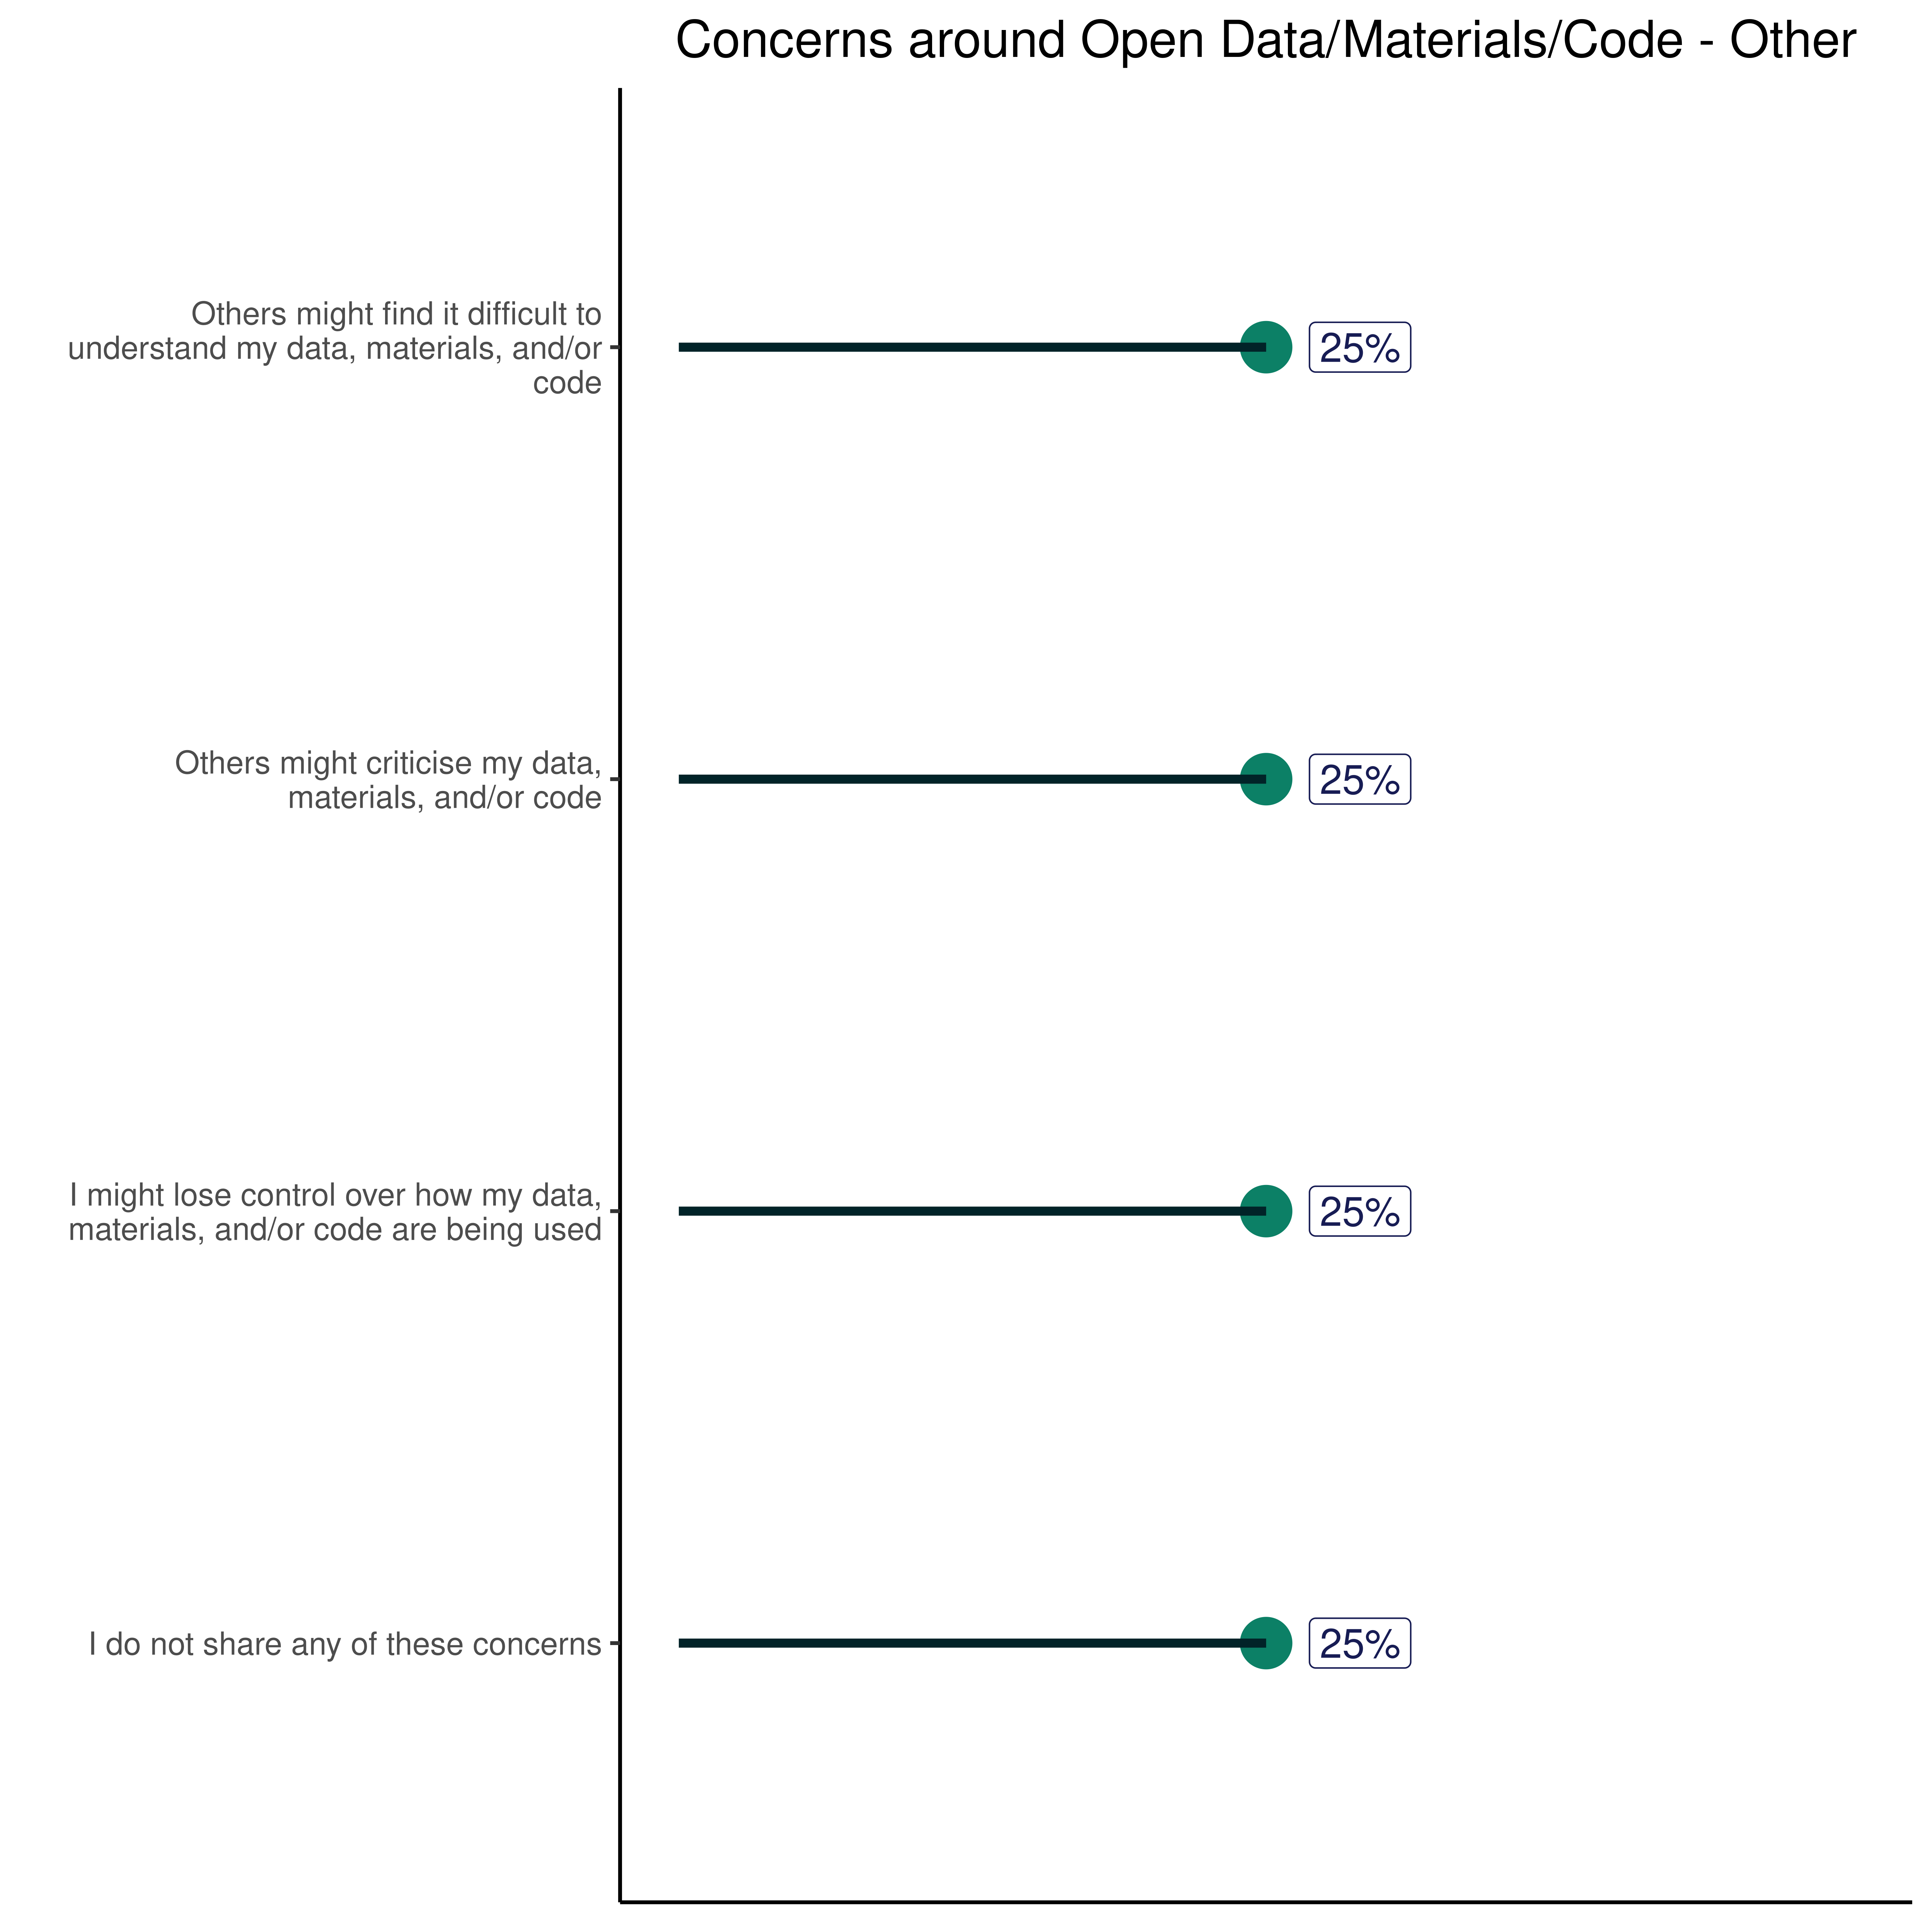 Concerns around Open Data/Materials/Code - Other
Others might find it difficult to
understand my data, materials, and/or
code
25%
Others might criticise my data,
materials, and/or code
25%
I might lose control over how my data,
materials, and/or code are being used
25%
I do not share any of these concerns
25%